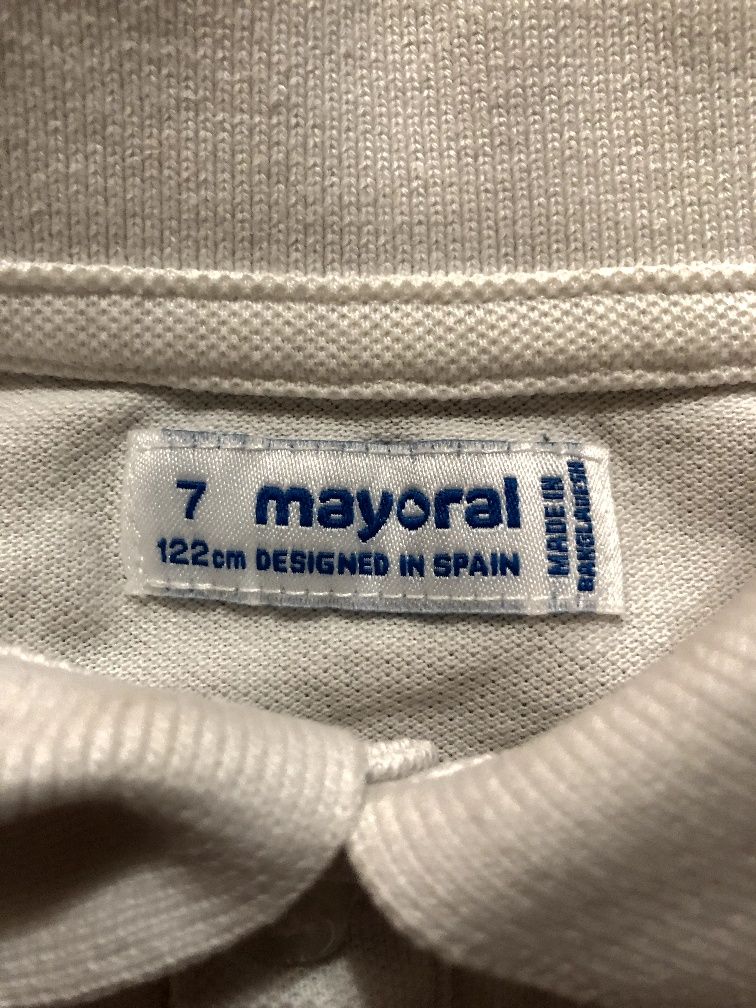 7 mayoral
122cm DESIGNED IN SPAIN
MADE IN
BANGLADESH